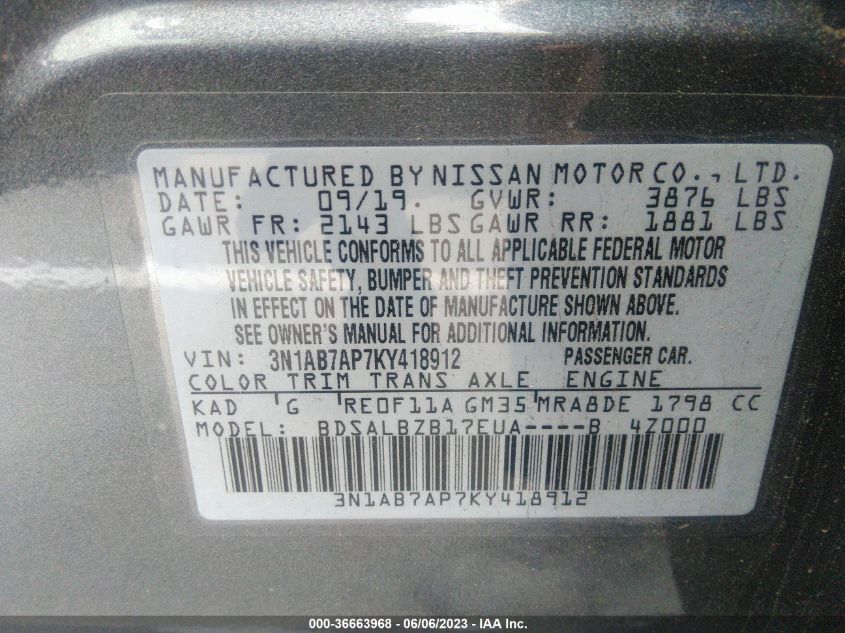 MANUFACTURED BY NISSAN MOTOR CO., LTD.
DATE: 09/19. GVWR: 3876 LBS
GAWR FR: 2143 LBS GAWR RR: 1881 LBS
THIS VEHICLE CONFORMS TO ALL APPLICABLE FEDERAL MOTOR
VEHICLE SAFETY, BUMPER AND THEFT PREVENTION STANDARDS
IN EFFECT ON THE DATE OF MANUFACTURE SHOWN ABOVE.
SEE OWNER'S MANUAL FOR ADDITIONAL INFORMATION.
VIN: 3N1AB7AP7KY418912 PASSENGER CAR.
COLOR TRIM TRANS AXLE ENGINE
KAD G RE0F11A GM35 MRA8DE 1798 CC
MODEL: BDSALBZB17EUA----B 4Z000
3N1AB7AP7KY418912
000-36663968 - 06/06/2023 - IAA Inc.